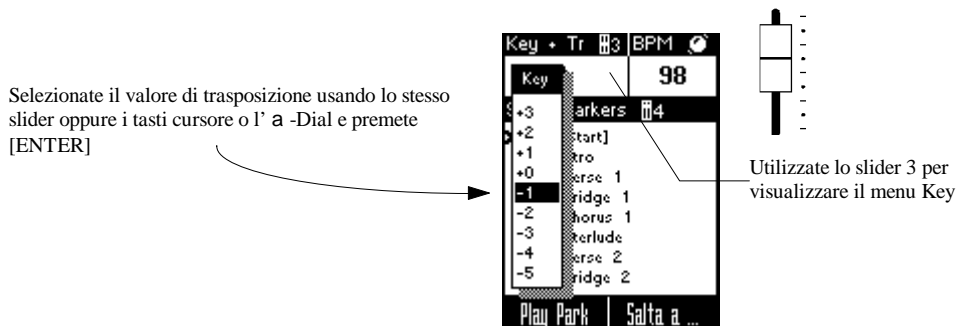 Selezionate il valore di trasposizione usando lo stesso
slider oppure i tasti cursore o l' a -Dial e premete
[ENTER]
Key + Tr 3 BPM
98
Key
+3
+2
+1
+0
-1
-2
-3
-4
-5
arkers 4
tart]
tro
erse 1
ridge 1
horus 1
terlude
erse 2
ridge 2
Play Park
Salta a ...
Utilizzate lo slider 3 per
visualizzare il menu Key